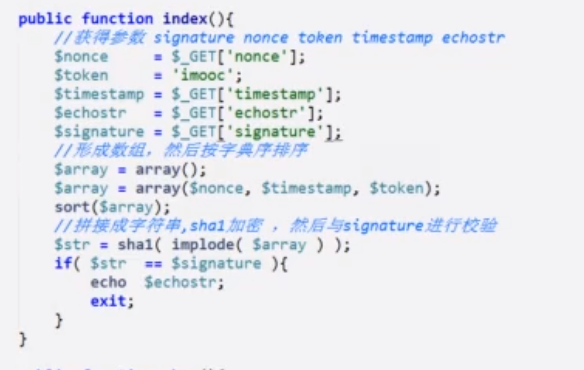 public function index(){
//获得参数 signature nonce token timestamp echostr
$nonce = $_GET['nonce'];
$token = 'imooc';
$timestamp = $_GET['timestamp'];
$echostr = $_GET['echostr'];
$signature = $_GET['signature'];
//形成数组，然后按字典序排序
$array = array();
$array = array($nonce, $timestamp, $token);
sort($array);
//拼接成字符串,sha1加密 ，然后与signature进行校验
$str = sha1( implode( $array ) );
if( $str == $signature ){
echo $echostr;
exit;
}
}